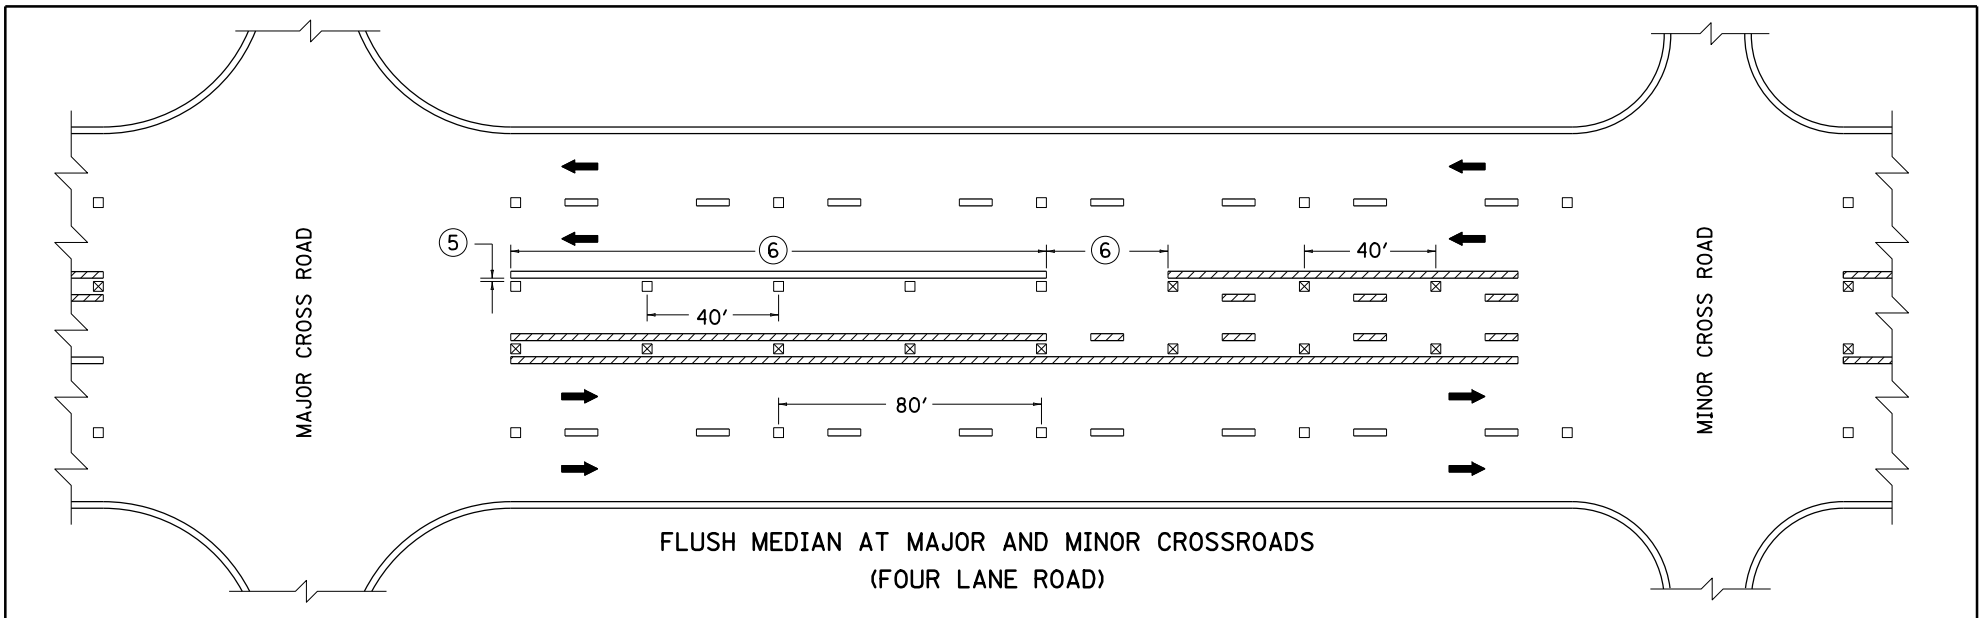 5
6
6
40′
40′
80′
MAJOR CROSS ROAD
MINOR CROSS ROAD
FLUSH MEDIAN AT MAJOR AND MINOR CROSSROADS
(FOUR LANE ROAD)